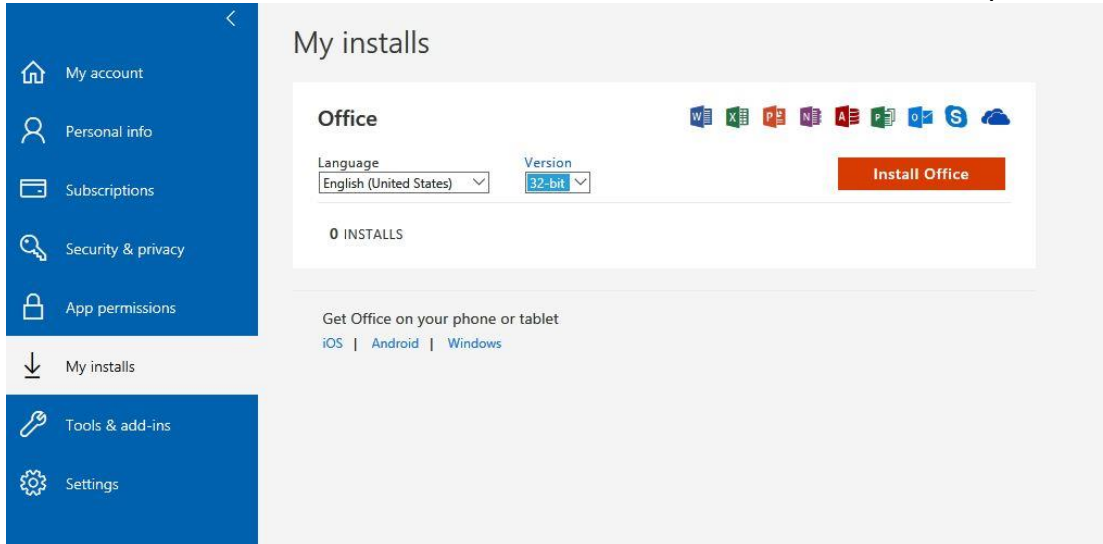 My account
Personal info
Subscriptions
Security & privacy
App permissions
My installs
Tools & add-ins
Settings
My installs
Office
Language
English (United States)
Version
32-bit
Install Office
0 INSTALLS
Get Office on your phone or tablet
iOS | Android | Windows